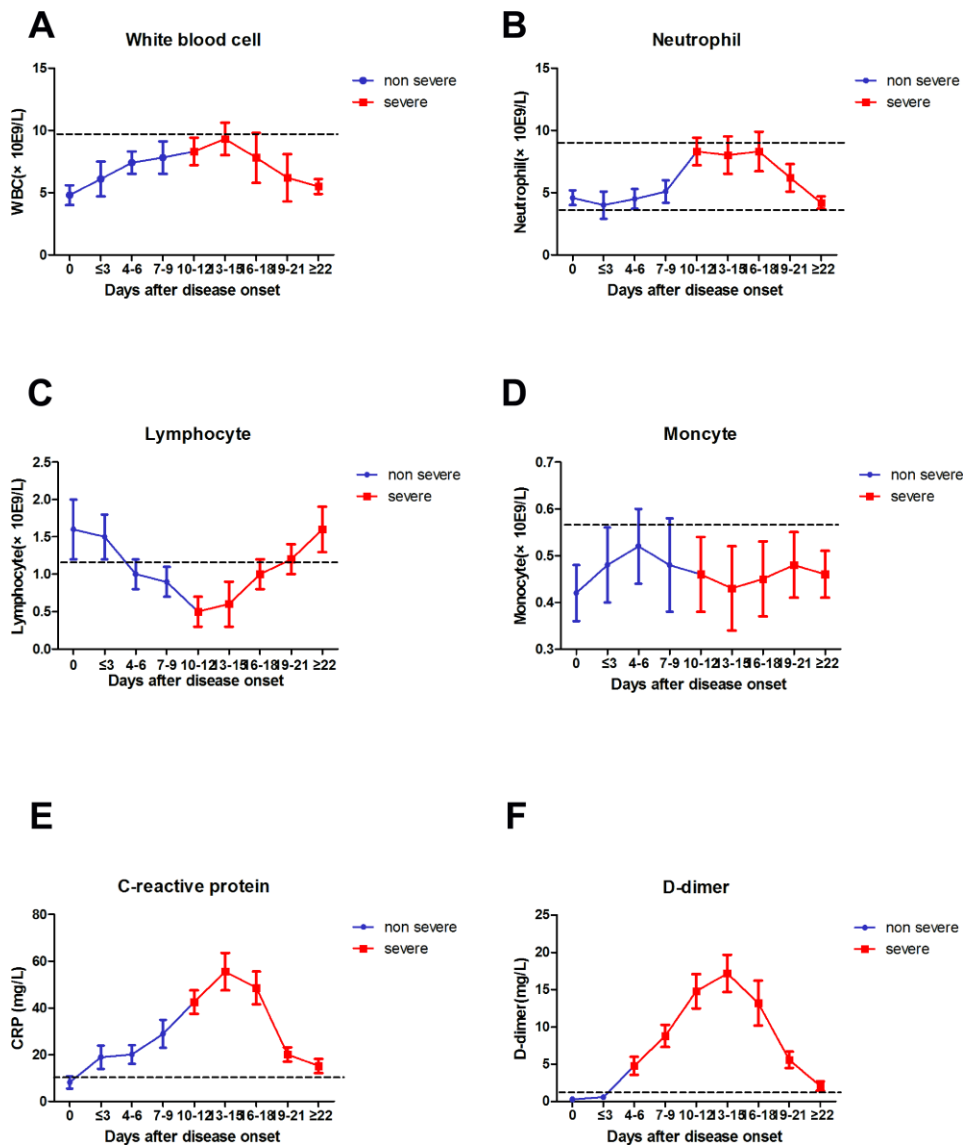 A
White blood cell
WBC(× 10E9/L)
15
10
5
0
0 ≤3 4-6 7-9 10-12 13-15 16-18 19-21 ≥22
Days after disease onset
non severe
severe
B
Neutrophil
Neutrophil(× 10E9/L)
15
10
5
0
0 ≤3 4-6 7-9 10-12 13-15 16-18 19-21 ≥22
Days after disease onset
non severe
severe
C
Lymphocyte
Lymphocyte(× 10E9/L)
2.5
2.0
1.5
1.0
0.5
0.0
0 ≤3 4-6 7-9 10-12 13-15 16-18 19-21 ≥22
Days after disease onset
non severe
severe
D
Moncyte
Monocyte(× 10E9/L)
0.7
0.6
0.5
0.4
0.3
0 ≤3 4-6 7-9 10-12 13-15 16-18 19-21 ≥22
Days after disease onset
non severe
severe
E
C-reactive protein
CRP (mg/L)
80
60
40
20
0
0 ≤3 4-6 7-9 10-12 13-15 16-18 19-21 ≥22
Days after disease onset
non severe
severe
F
D-dimer
D-dimer(mg/L)
25
20
15
10
5
0
0 ≤3 4-6 7-9 10-12 13-15 16-18 19-21 ≥22
Days after disease onset
non severe
severe